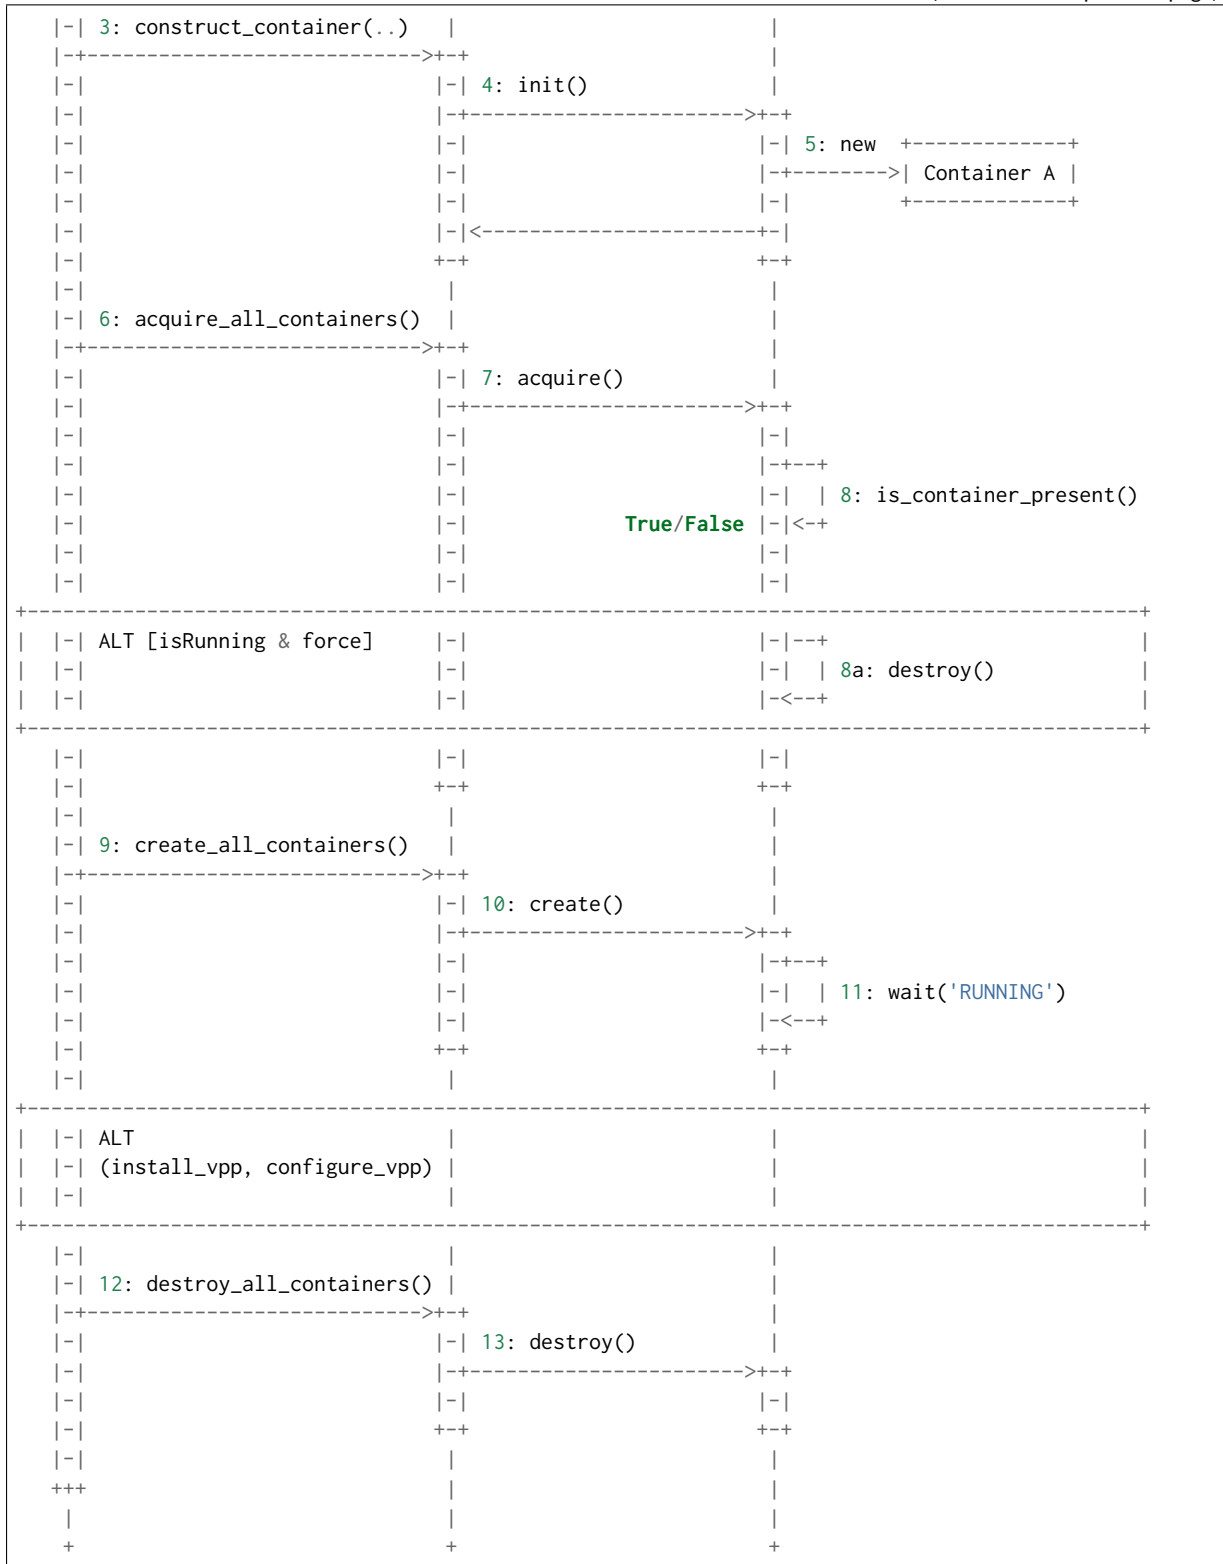 3: construct_container(..)
4: init()
5: new
Container A
6: acquire_all_containers()
7: acquire()
8: is_container_present()
True/False
ALT [isRunning & force]
8a: destroy()
9: create_all_containers()
10: create()
11: wait('RUNNING')
ALT
(install_vpp, configure_vpp)
12: destroy_all_containers()
13: destroy()